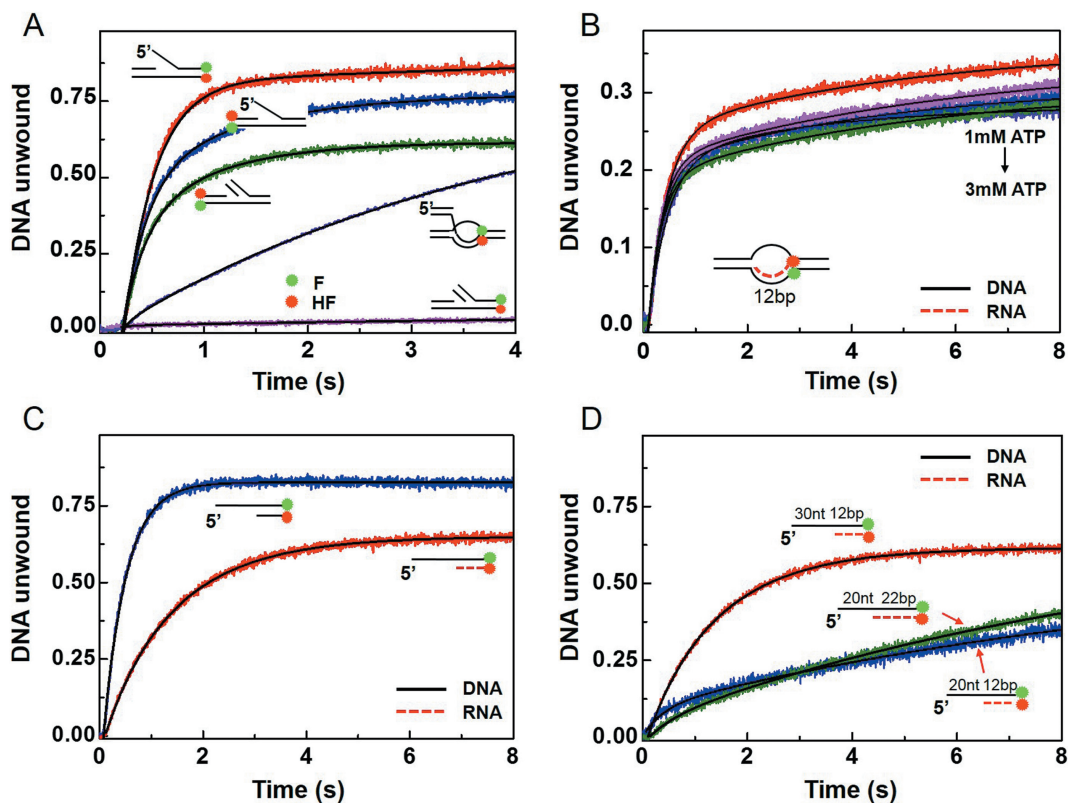 A
DNA unwound
0.75
0.50
0.25
0.00
0
1
2
3
4
Time (s)
5’
5’
5’
F
HF
B
DNA unwound
0.3
0.2
0.1
0.0
0
2
4
6
8
Time (s)
1mM ATP
3mM ATP
12bp
DNA
RNA
C
DNA unwound
0.75
0.50
0.25
0.00
0
2
4
6
8
Time (s)
5’
5’
DNA
RNA
D
DNA unwound
0.75
0.50
0.25
0.00
0
2
4
6
8
Time (s)
DNA
RNA
30nt 12bp
5’
20nt 22bp
5’
20nt 12bp
5’